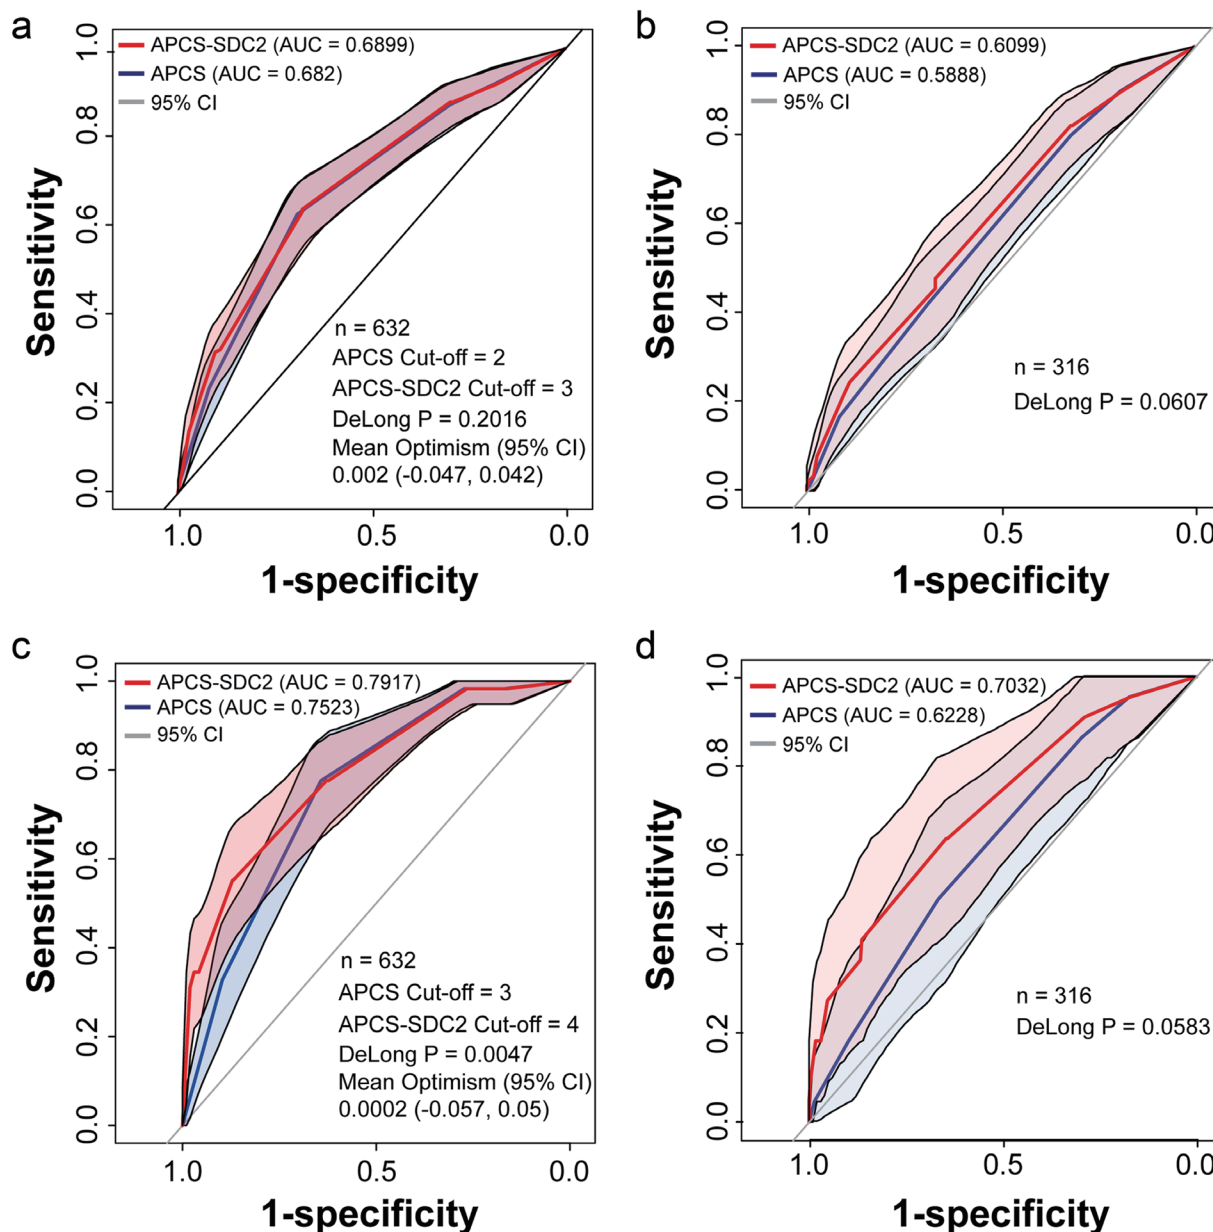 a
1.0
0.8
0.6
0.4
0.2
0.0
Sensitivity
APCS-SDC2 (AUC = 0.6899)
APCS (AUC = 0.682)
95% CI
n = 632
APCS Cut-off = 2
APCS-SDC2 Cut-off = 3
DeLong P = 0.2016
Mean Optimism (95% CI)
0.002 (-0.047, 0.042)
1.0 0.5 0.0
1-specificity
b
1.0
0.8
0.6
0.4
0.2
0.0
Sensitivity
APCS-SDC2 (AUC = 0.6099)
APCS (AUC = 0.5888)
95% CI
n = 316
DeLong P = 0.0607
1.0 0.5 0.0
1-specificity
c
1.0
0.8
0.6
0.4
0.2
0.0
Sensitivity
APCS-SDC2 (AUC = 0.7917)
APCS (AUC = 0.7523)
95% CI
n = 632
APCS Cut-off = 3
APCS-SDC2 Cut-off = 4
DeLong P = 0.0047
Mean Optimism (95% CI)
0.0002 (-0.057, 0.05)
1.0 0.5 0.0
1-specificity
d
1.0
0.8
0.6
0.4
0.2
0.0
Sensitivity
APCS-SDC2 (AUC = 0.7032)
APCS (AUC = 0.6228)
95% CI
n = 316
DeLong P = 0.0583
1.0 0.5 0.0
1-specificity